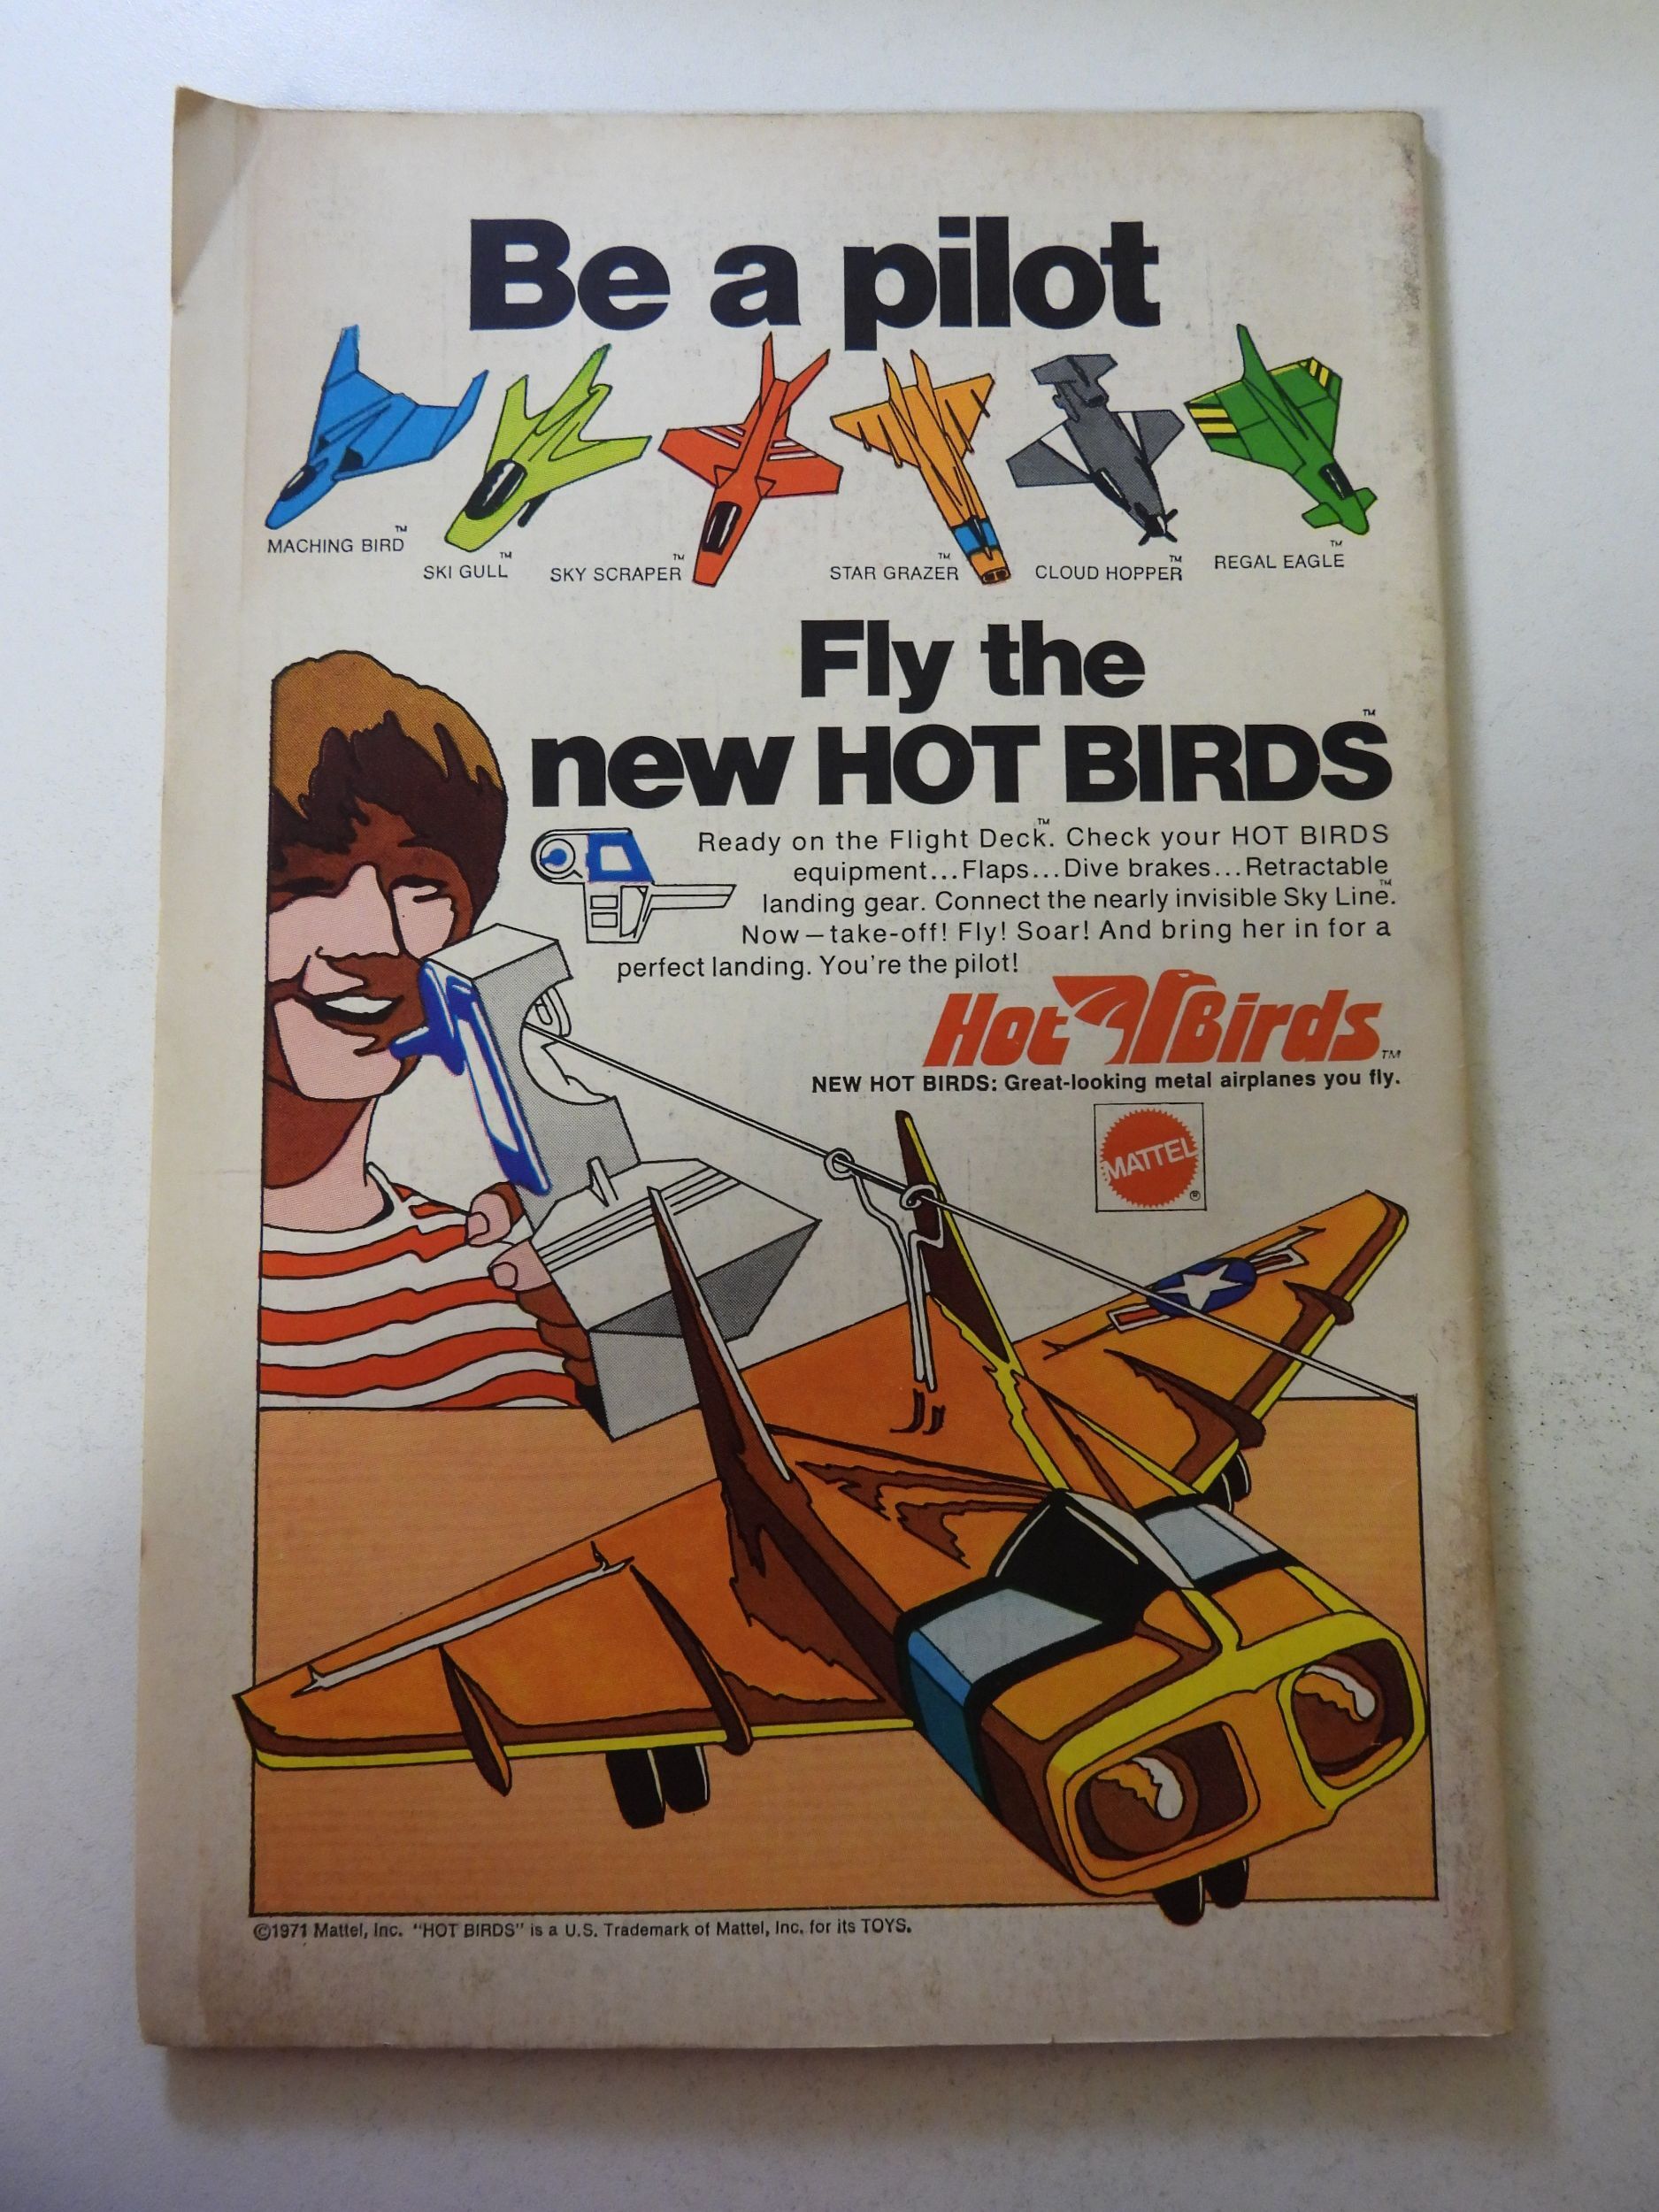 Be a pilot
MACHING BIRD™
SKI GULL™
SKY SCRAPER™
STAR GRAZER™
CLOUD HOPPER™
REGAL EAGLE™
Fly the
new HOT BIRDS™
Ready on the Flight Deck™. Check your HOT BIRDS
equipment...Flaps...Dive brakes...Retractable
landing gear. Connect the nearly invisible Sky Line™.
Now—take-off! Fly! Soar! And bring her in for a
perfect landing. You're the pilot!
Hot Birds™
NEW HOT BIRDS: Great-looking metal airplanes you fly.
MATTEL®
©1971 Mattel, Inc. "HOT BIRDS" is a U.S. Trademark of Mattel, Inc. for its TOYS.